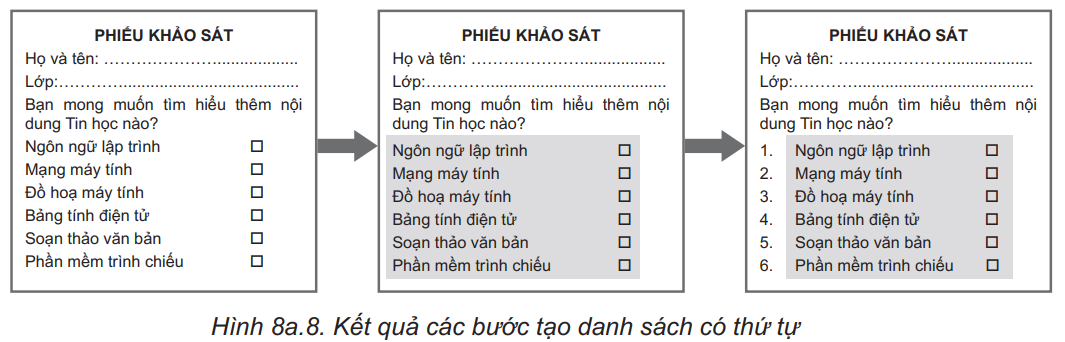 PHIẾU KHẢO SÁT
Họ và tên: …………………...................
Lớp:…………........................................
Bạn mong muốn tìm hiểu thêm nội
dung Tin học nào?
Ngôn ngữ lập trình □
Mạng máy tính □
Đồ hoạ máy tính □
Bảng tính điện tử □
Soạn thảo văn bản □
Phần mềm trình chiếu □
PHIẾU KHẢO SÁT
Họ và tên: …………………...................
Lớp:…………........................................
Bạn mong muốn tìm hiểu thêm nội
dung Tin học nào?
Ngôn ngữ lập trình □
Mạng máy tính □
Đồ hoạ máy tính □
Bảng tính điện tử □
Soạn thảo văn bản □
Phần mềm trình chiếu □
PHIẾU KHẢO SÁT
Họ và tên: …………………...................
Lớp:…………........................................
Bạn mong muốn tìm hiểu thêm nội
dung Tin học nào?
1. Ngôn ngữ lập trình □
2. Mạng máy tính □
3. Đồ hoạ máy tính □
4. Bảng tính điện tử □
5. Soạn thảo văn bản □
6. Phần mềm trình chiếu □
Hình 8a.8. Kết quả các bước tạo danh sách có thứ tự